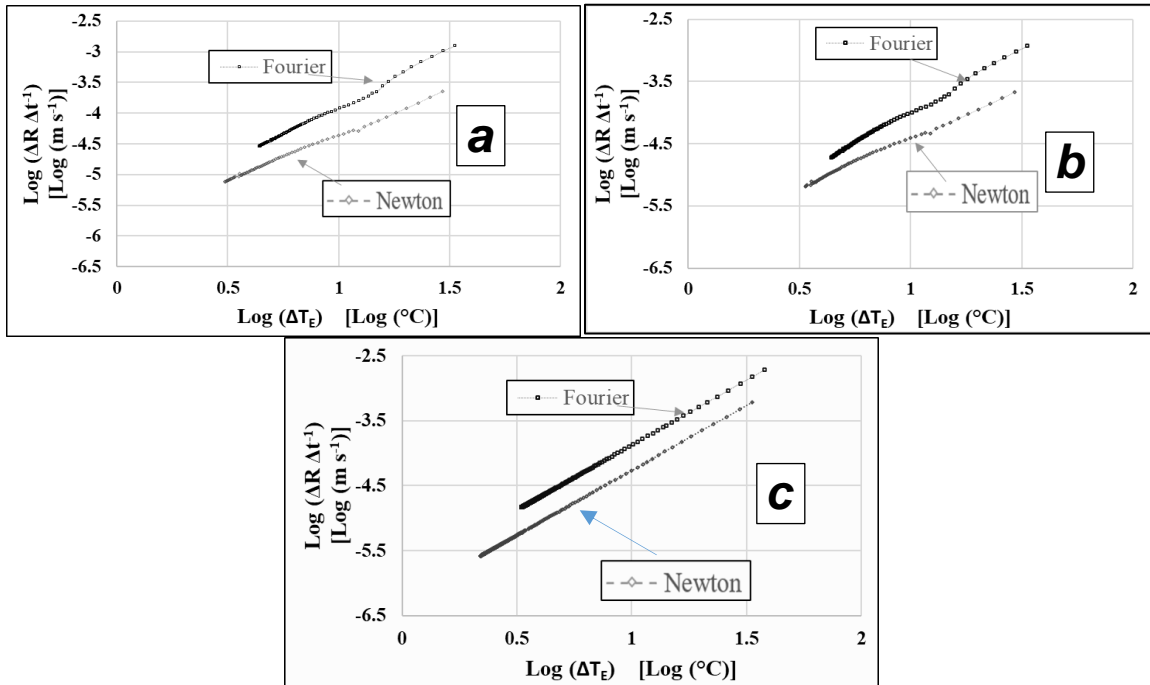 -2.5
-3
-3.5
-4
-4.5
-5
-5.5
-6
-6.5
0
0.5
1
1.5
2
Log (ΔR Δt⁻¹)
[Log (m s⁻¹)]
Log (ΔT_E) [Log (°C)]
Fourier
Newton
a
-2.5
-3.5
-4.5
-5.5
-6.5
0
0.5
1
1.5
2
Log (ΔR Δt⁻¹)
[Log (m s⁻¹)]
Log (ΔT_E) [Log (°C)]
Fourier
Newton
b
-2.5
-3.5
-4.5
-5.5
-6.5
0
0.5
1
1.5
2
Log (ΔR Δt⁻¹)
[Log (m s⁻¹)]
Log (ΔT_E) [Log (°C)]
Fourier
Newton
c